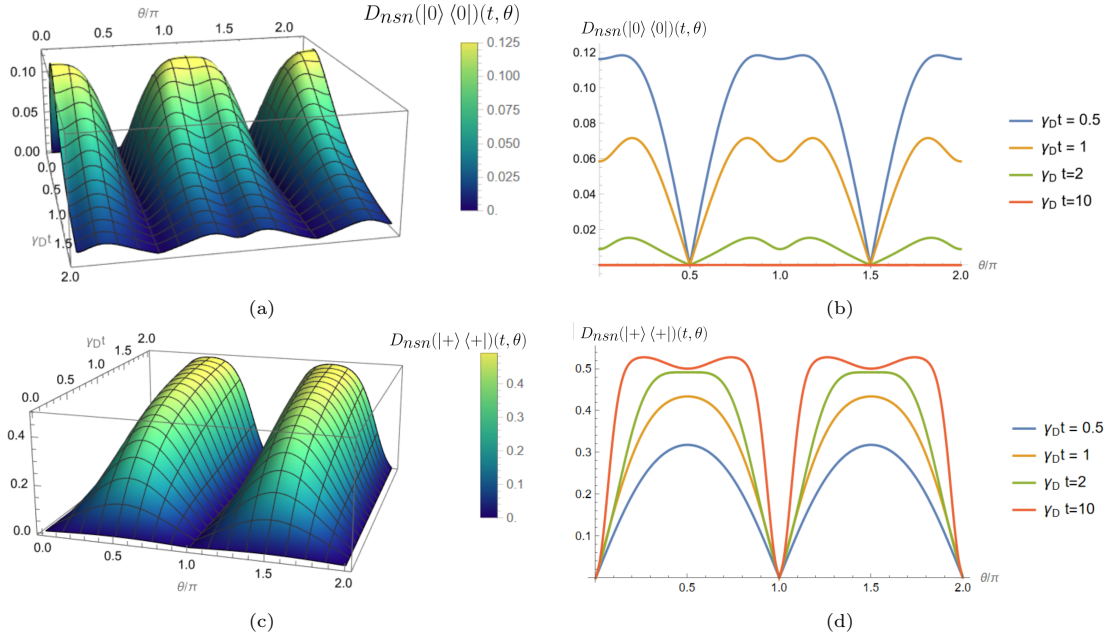 θ/π
0.0 0.5 1.0 1.5 2.0
D_{nsn}(|0⟩ ⟨0|)(t, θ)
0.10
0.05
0.00
0.0
0.5
1.0
γ_D t
1.5
2.0
0.125
0.100
0.075
0.050
0.025
0.
(a)
D_{nsn}(|0⟩ ⟨0|)(t, θ)
0.12
0.10
0.08
0.06
0.04
0.02
0.5 1.0 1.5 2.0
θ/π
γ_D t = 0.5
γ_D t = 1
γ_D t=2
γ_D t=10
(b)
γ_D t
2.0
1.5
1.0
0.5
0.0
0.4
0.2
0.0
0.0 0.5 1.0 1.5 2.0
θ/π
D_{nsn}(|+⟩ ⟨+|)(t, θ)
0.4
0.3
0.2
0.1
0.
(c)
D_{nsn}(|+⟩ ⟨+|)(t, θ)
0.5
0.4
0.3
0.2
0.1
0.5 1.0 1.5 2.0
θ/π
γ_D t = 0.5
γ_D t = 1
γ_D t=2
γ_D t=10
(d)